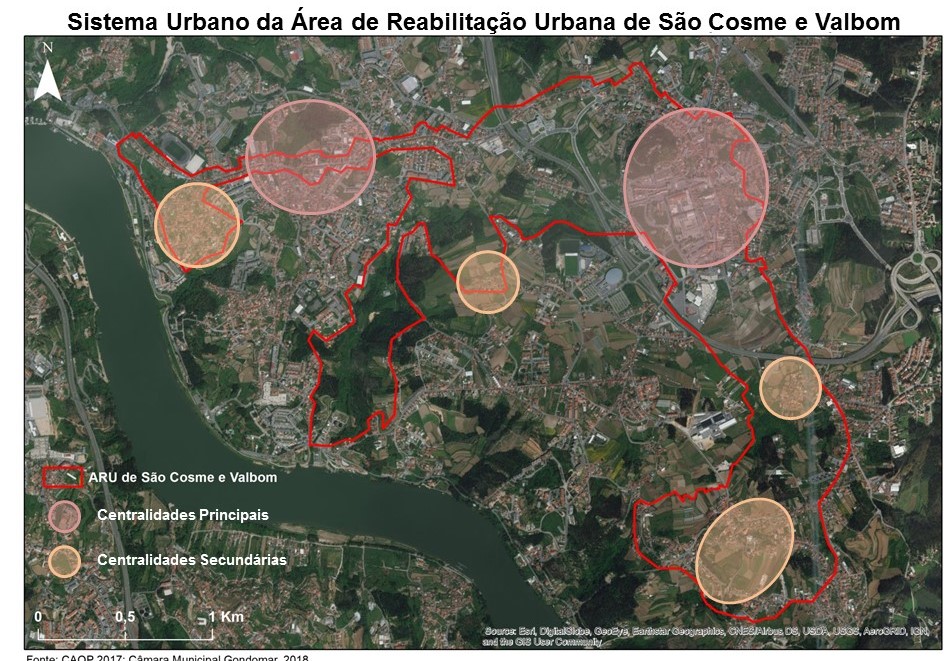 Sistema Urbano da Área de Reabilitação Urbana de São Cosme e Valbom
N
ARU de São Cosme e Valbom
Centralidades Principais
Centralidades Secundárias
0 0,5 1 Km
Source: Esri, DigitalGlobe, GeoEye, Earthstar Geographics, CNES/Airbus DS, USDA, USGS, AeroGRID, IGN,
and the GIS User Community
Fonte: CAOP 2017; Câmara Municipal Gondomar, 2018